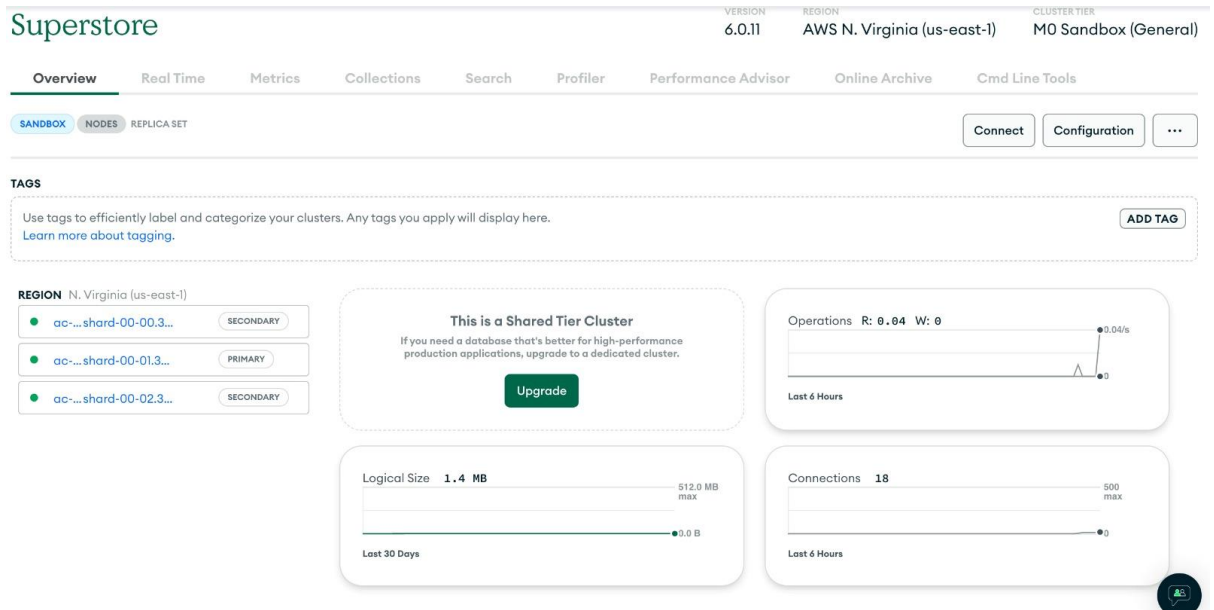 Superstore
VERSION
6.0.11
REGION
AWS N. Virginia (us-east-1)
CLUSTER TIER
M0 Sandbox (General)
Overview Real Time Metrics Collections Search Profiler Performance Advisor Online Archive Cmd Line Tools
SANDBOX NODES REPLICA SET
Connect Configuration ...
TAGS
Use tags to efficiently label and categorize your clusters. Any tags you apply will display here.
Learn more about tagging.
ADD TAG
REGION N. Virginia (us-east-1)
ac-...shard-00-00.3... SECONDARY
ac-...shard-00-01.3... PRIMARY
ac-...shard-00-02.3... SECONDARY
This is a Shared Tier Cluster
If you need a database that's better for high-performance
production applications, upgrade to a dedicated cluster.
Upgrade
Operations R: 0.04 W: 0
0.04/s
0
Last 6 Hours
Logical Size 1.4 MB
512.0 MB
max
0.0 B
Last 30 Days
Connections 18
500
max
0
Last 6 Hours